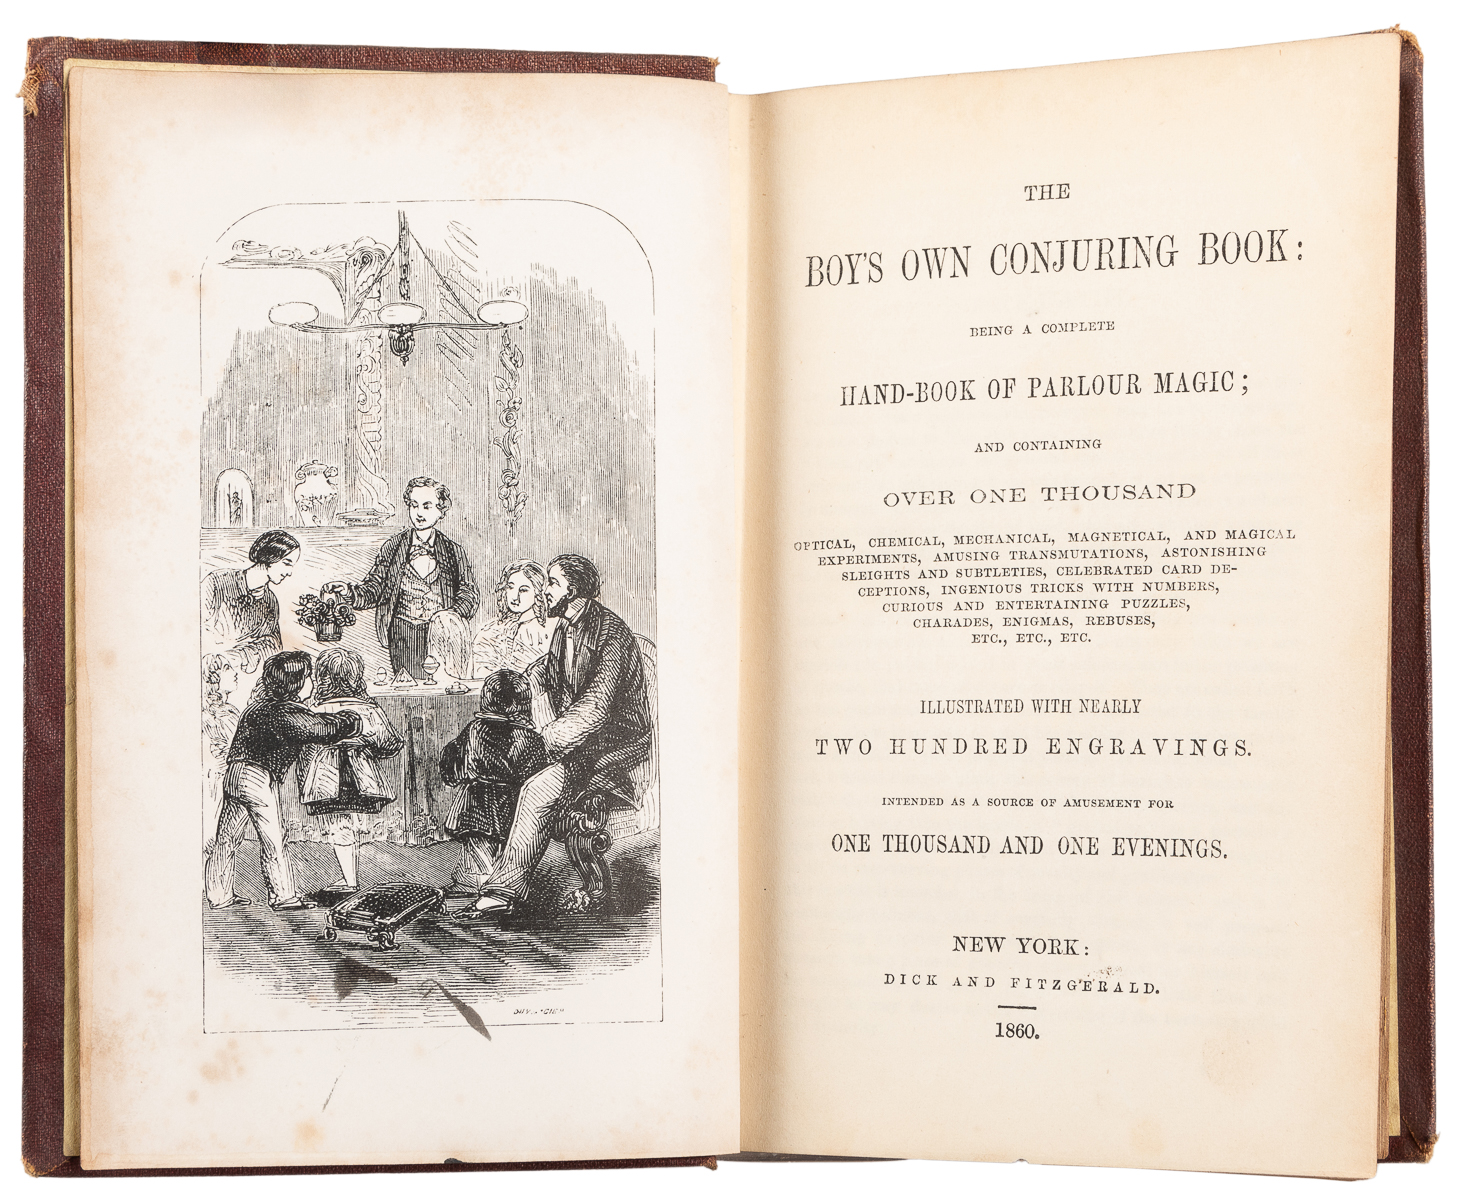 THE
BOY'S OWN CONJURING BOOK:
BEING A COMPLETE
HAND-BOOK OF PARLOUR MAGIC;
AND CONTAINING
OVER ONE THOUSAND
OPTICAL, CHEMICAL, MECHANICAL, MAGNETICAL, AND MAGICAL
EXPERIMENTS, AMUSING TRANSMUTATIONS, ASTONISHING
SLEIGHTS AND SUBTLETIES, CELEBRATED CARD DE-
CEPTIONS, INGENIOUS TRICKS WITH NUMBERS,
CURIOUS AND ENTERTAINING PUZZLES,
CHARADES, ENIGMAS, REBUSES,
ETC., ETC., ETC.
ILLUSTRATED WITH NEARLY
TWO HUNDRED ENGRAVINGS.
INTENDED AS A SOURCE OF AMUSEMENT FOR
ONE THOUSAND AND ONE EVENINGS.
NEW YORK:
DICK AND FITZGERALD.
1860.